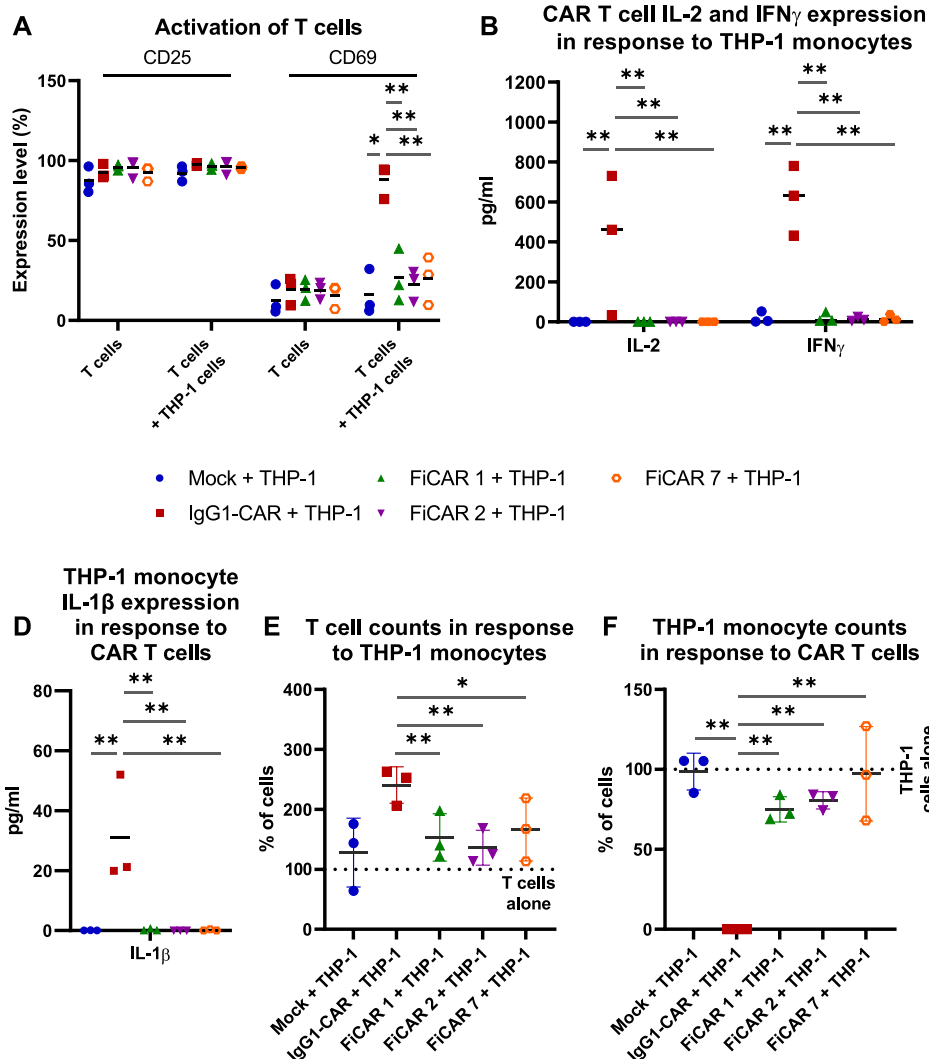 A
Activation of T cells
CD25
CD69
Expression level (%)
150
100
50
0
**
**
*
**
T cells
T cells
+ THP-1 cells
T cells
T cells
+ THP-1 cells
B
CAR T cell IL-2 and IFNγ expression
in response to THP-1 monocytes
pg/ml
1200
1000
800
600
400
200
0
**
**
**
**
**
**
**
**
IL-2
IFNγ
Mock + THP-1
FiCAR 1 + THP-1
FiCAR 7 + THP-1
IgG1-CAR + THP-1
FiCAR 2 + THP-1
D
THP-1 monocyte
IL-1β expression
in response to
CAR T cells
pg/ml
80
60
40
20
0
**
**
**
**
IL-1β
E
T cell counts in response
to THP-1 monocytes
% of cells
400
300
200
100
0
*
**
**
T cells
alone
Mock + THP-1
IgG1-CAR + THP-1
FiCAR 1 + THP-1
FiCAR 2 + THP-1
FiCAR 7 + THP-1
F
THP-1 monocyte counts
in response to CAR T cells
% of cells
150
100
50
0
**
**
**
**
THP-1
cells alone
Mock + THP-1
IgG1-CAR + THP-1
FiCAR 1 + THP-1
FiCAR 2 + THP-1
FiCAR 7 + THP-1